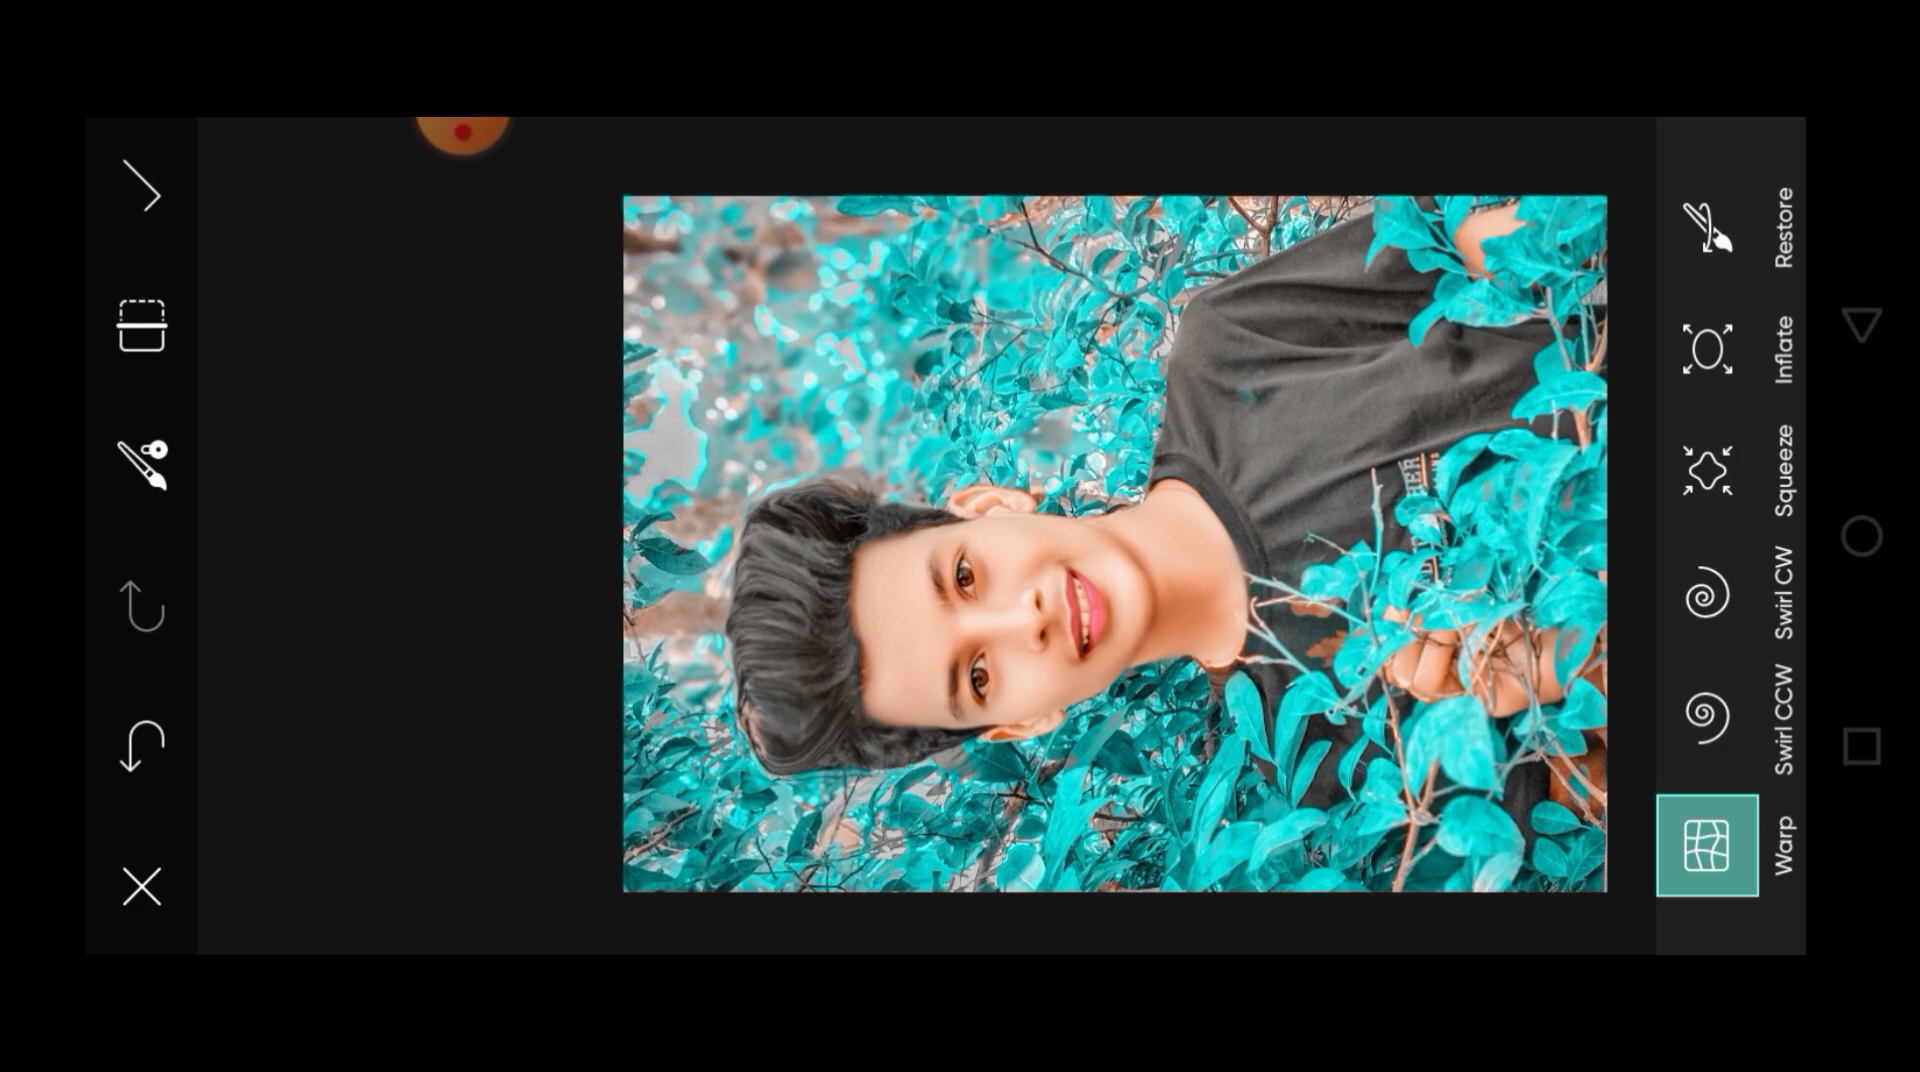 Warp
Swirl CCW
Swirl CW
Squeeze
Inflate
Restore